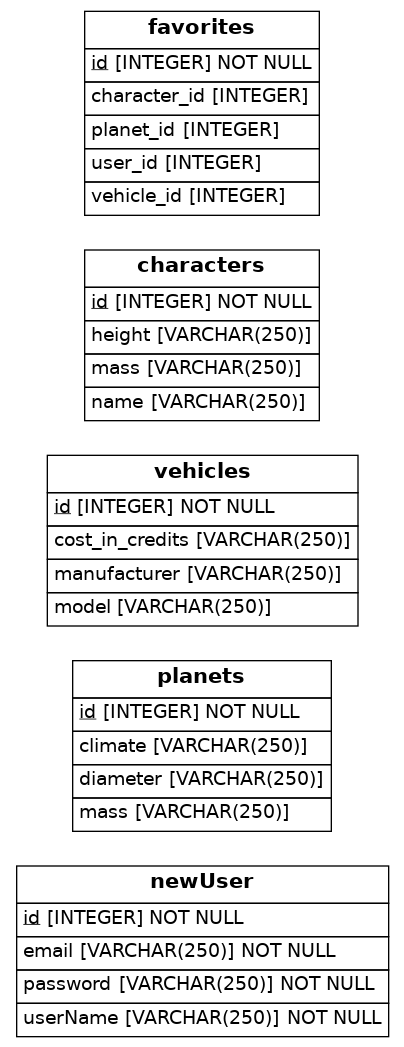 favorites
id [INTEGER] NOT NULL
character_id [INTEGER]
planet_id [INTEGER]
user_id [INTEGER]
vehicle_id [INTEGER]
characters
id [INTEGER] NOT NULL
height [VARCHAR(250)]
mass [VARCHAR(250)]
name [VARCHAR(250)]
vehicles
id [INTEGER] NOT NULL
cost_in_credits [VARCHAR(250)]
manufacturer [VARCHAR(250)]
model [VARCHAR(250)]
planets
id [INTEGER] NOT NULL
climate [VARCHAR(250)]
diameter [VARCHAR(250)]
mass [VARCHAR(250)]
newUser
id [INTEGER] NOT NULL
email [VARCHAR(250)] NOT NULL
password [VARCHAR(250)] NOT NULL
userName [VARCHAR(250)] NOT NULL